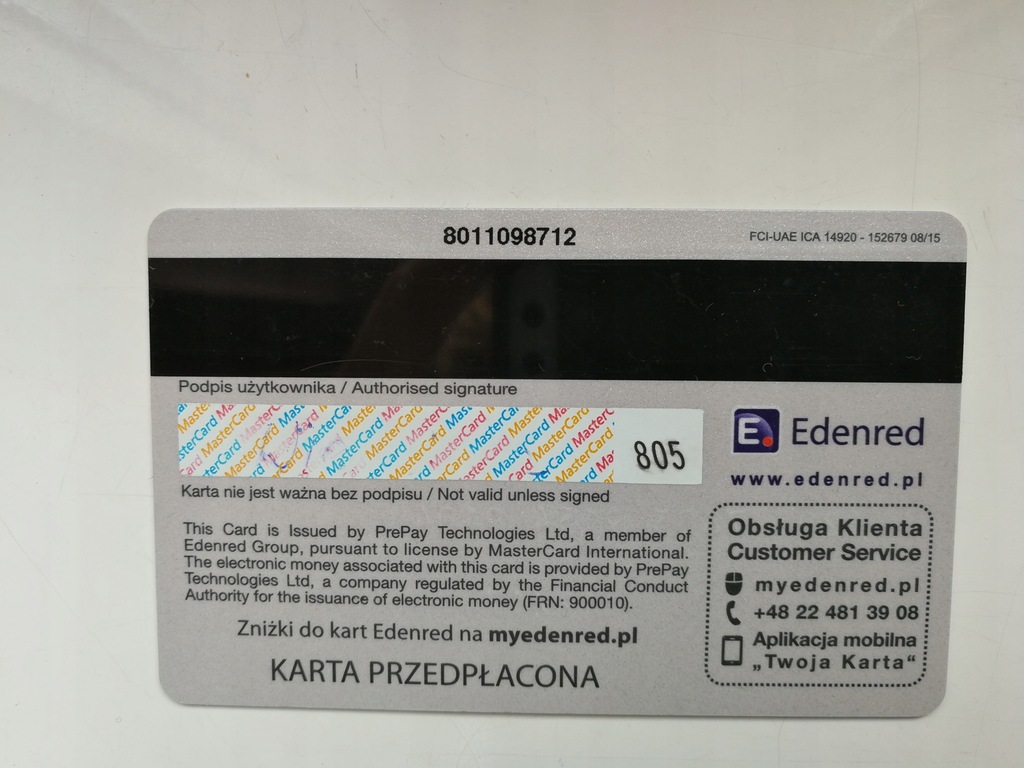 8011098712
FCI-UAE ICA 14920 - 152679 08/15
Podpis użytkownika / Authorised signature
MasterCard MasterCard MasterCard MasterCard
805
E. Edenred
www.edenred.pl
Karta nie jest ważna bez podpisu / Not valid unless signed
This Card is Issued by PrePay Technologies Ltd, a member of
Edenred Group, pursuant to license by MasterCard International.
The electronic money associated with this card is provided by PrePay
Technologies Ltd, a company regulated by the Financial Conduct
Authority for the issuance of electronic money (FRN: 900010).
Zniżki do kart Edenred na myedenred.pl
KARTA PRZEDPŁACONA
Obsługa Klienta
Customer Service
myedenred.pl
+48 22 481 39 08
Aplikacja mobilna
„Twoja Karta“